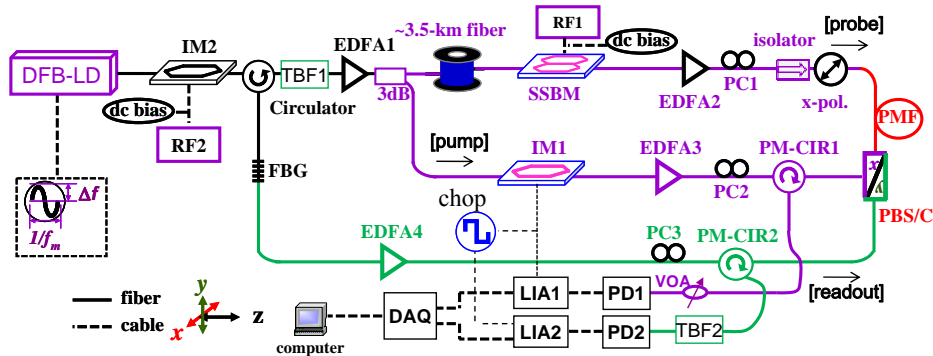 ~3.5-km fiber
RF1
[probe]
IM2
EDFA1
dc bias
isolator
DFB-LD
TBF1
3dB
SSBM
EDFA2
PC1
x-pol.
Circulator
dc bias
RF2
[pump]
IM1
EDFA3
PM-CIR1
PMF
FBG
PC2
x
Δf
1/fm
chop
PBS/C
EDFA4
PC3
PM-CIR2
VOA
[readout]
fiber
cable
y
x
z
computer
DAQ
LIA1
PD1
LIA2
PD2
TBF2